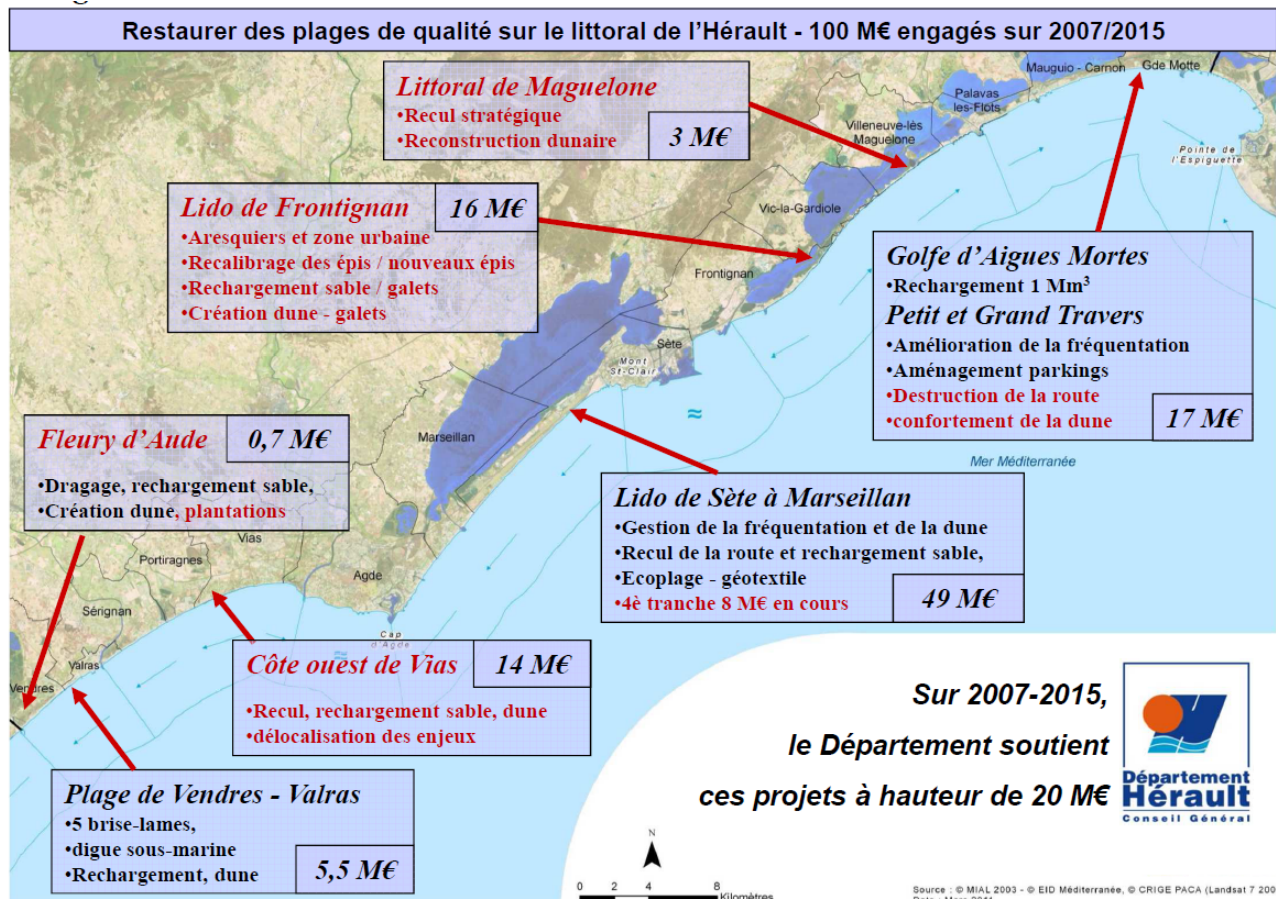 Restaurer des plages de qualité sur le littoral de l'Hérault - 100 M€ engagés sur 2007/2015
Littoral de Maguelone
•Recul stratégique
•Reconstruction dunaire
3 M€
Mauguio - Carnon
Gde Motte
Palavas
les-Flots
Villeneuve-lès
Maguelone
Pointe de
l'Espiguette
Lido de Frontignan
16 M€
•Aresquiers et zone urbaine
•Recalibrage des épis / nouveaux épis
•Rechargement sable / galets
•Création dune - galets
Vic-la-Gardiole
Frontignan
Golfe d'Aigues Mortes
•Rechargement 1 Mm³
Petit et Grand Travers
•Amélioration de la fréquentation
•Aménagement parkings
•Destruction de la route
•confortement de la dune
17 M€
Sète
Mont
St-Clair
Marseillan
Mer Méditerranée
Fleury d'Aude
0,7 M€
•Dragage, rechargement sable,
•Création dune, plantations
Lido de Sète à Marseillan
•Gestion de la fréquentation et de la dune
•Recul de la route et rechargement sable,
•Ecoplage - géotextile
•4è tranche 8 M€ en cours
49 M€
Vias
Portiragnes
Agde
Sérignan
Cap
d'Agde
Valras
Vendres
Côte ouest de Vias
14 M€
•Recul, rechargement sable, dune
•délocalisation des enjeux
Plage de Vendres - Valras
•5 brise-lames,
•digue sous-marine
•Rechargement, dune
5,5 M€
Sur 2007-2015,
le Département soutient
ces projets à hauteur de 20 M€
Département
Hérault
Conseil Général
N
0 2 4 8
Kilomètres
Source : © MIAL 2003 - © EID Méditerranée, © CRIGE PACA (Landsat 7 200